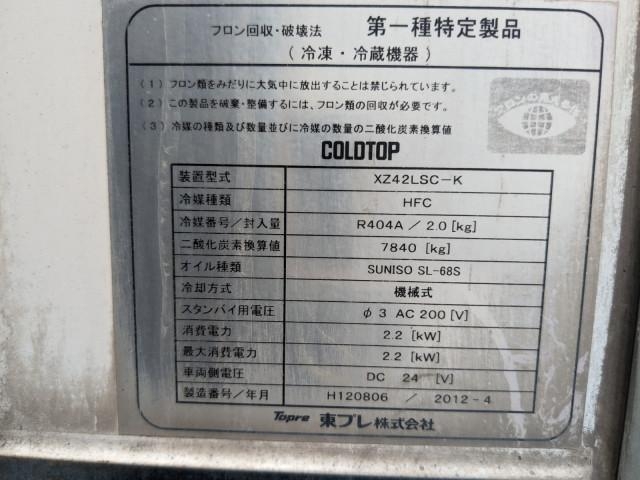 フロン回収・破壊法 第一種特定製品
(冷凍・冷蔵機器)
(1) フロン類をみだりに大気中に放出することは禁じられています。
(2) この製品を廃棄・整備するには、フロン類の回収が必要です。
(3) 冷媒の種類及び数量並びに冷媒の数量の二酸化炭素換算値
COLDTOP
装置型式 XZ42LSC-K
冷媒種類 HFC
冷媒番号/封入量 R404A / 2.0 [kg]
二酸化炭素換算値 7840 [kg]
オイル種類 SUNISO SL-68S
冷却方式 機械式
スタンバイ用電圧 φ3 AC 200 [V]
消費電力 2.2 [kW]
最大消費電力 2.2 [kW]
車両側電圧 DC 24 [V]
製造番号/年月 H120806 / 2012-4
Topre 東プレ株式会社